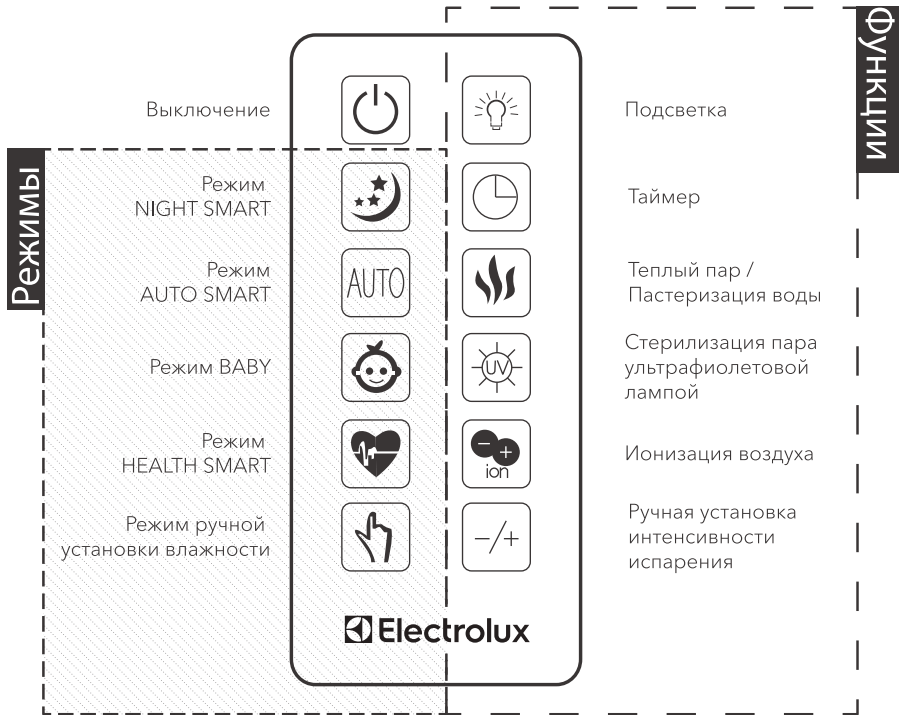 Функции
Выключение
Подсветка
Режимы
Режим
NIGHT SMART
Таймер
Режим
AUTO SMART
AUTO
Теплый пар /
Пастеризация воды
Режим BABY
UV
Стерилизация пара
ультрафиолетовой
лампой
Режим
HEALTH SMART
− +
ion
Ионизация воздуха
Режим ручной
установки влажности
−/+
Ручная установка
интенсивности
испарения
Electrolux